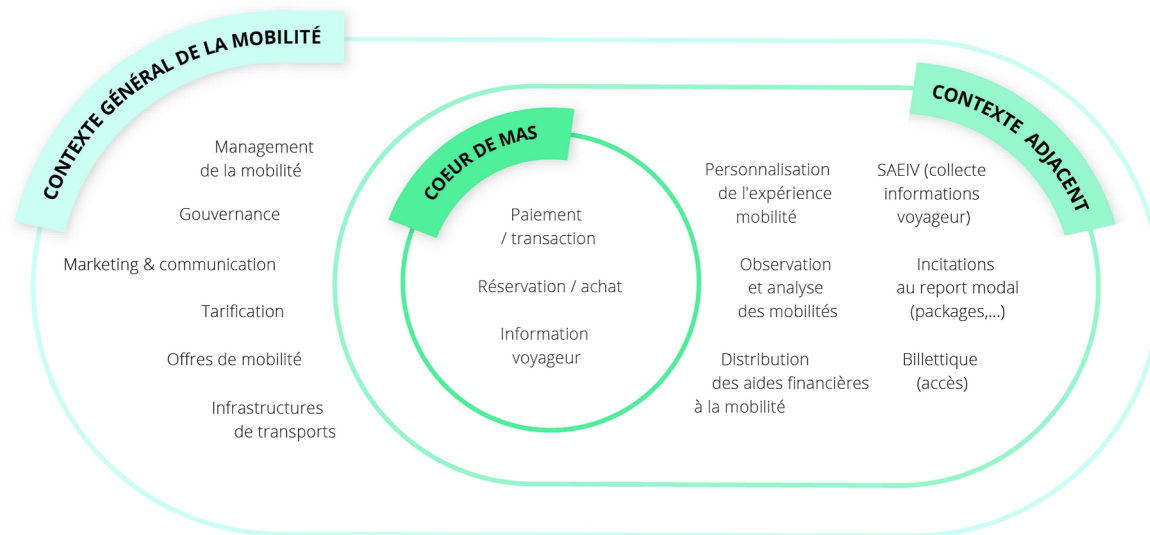 CONTEXTE GÉNÉRAL DE LA MOBILITÉ
Management
de la mobilité
Gouvernance
Marketing & communication
Tarification
Offres de mobilité
Infrastructures
de transports
COEUR DE MAS
Paiement
/ transaction
Réservation / achat
Information
voyageur
CONTEXTE ADJACENT
Personnalisation
de l'expérience
mobilité
Observation
et analyse
des mobilités
Distribution
des aides financières
à la mobilité
SAEIV (collecte
informations
voyageur)
Incitations
au report modal
(packages,...)
Billettique
(accès)